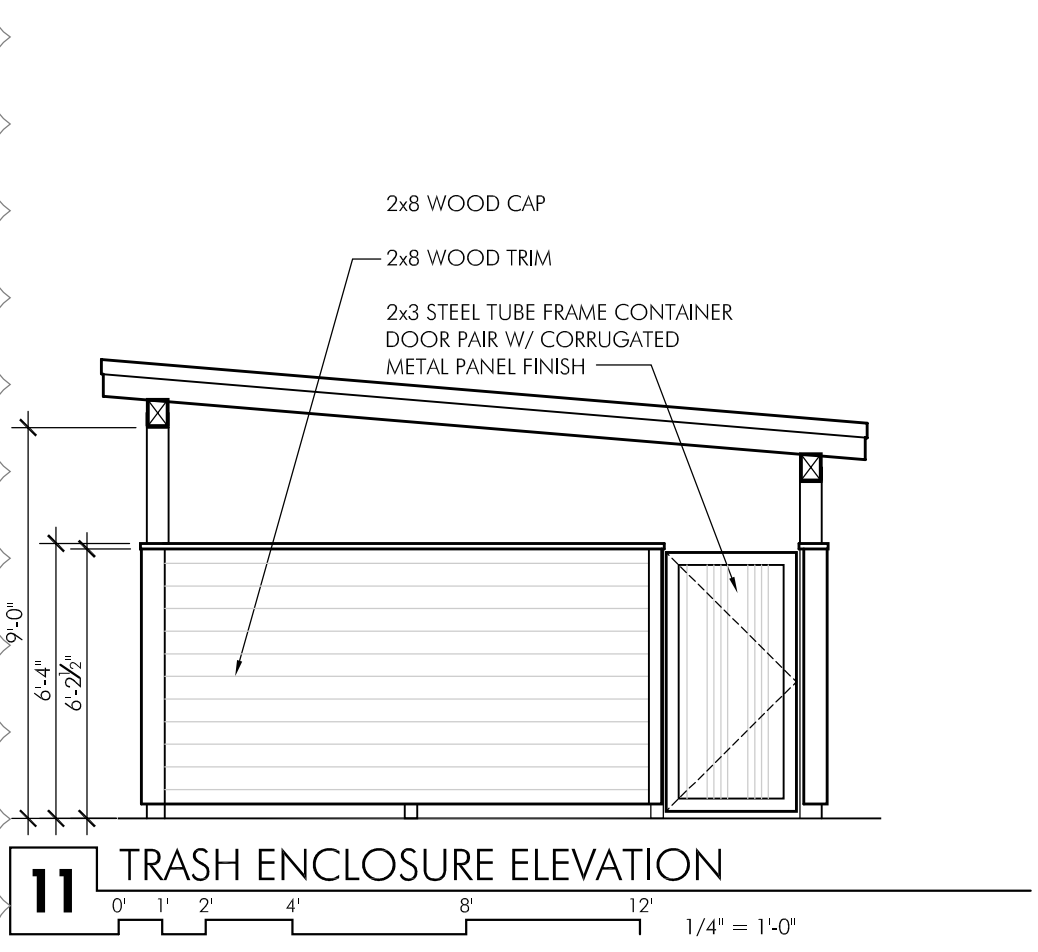 2x8 WOOD CAP
2x8 WOOD TRIM
2x3 STEEL TUBE FRAME CONTAINER
DOOR PAIR W/ CORRUGATED
METAL PANEL FINISH
9'-0"
6'-4"
6'-2½"
11
TRASH ENCLOSURE ELEVATION
0' 1' 2' 4' 8' 12'
1/4" = 1'-0"